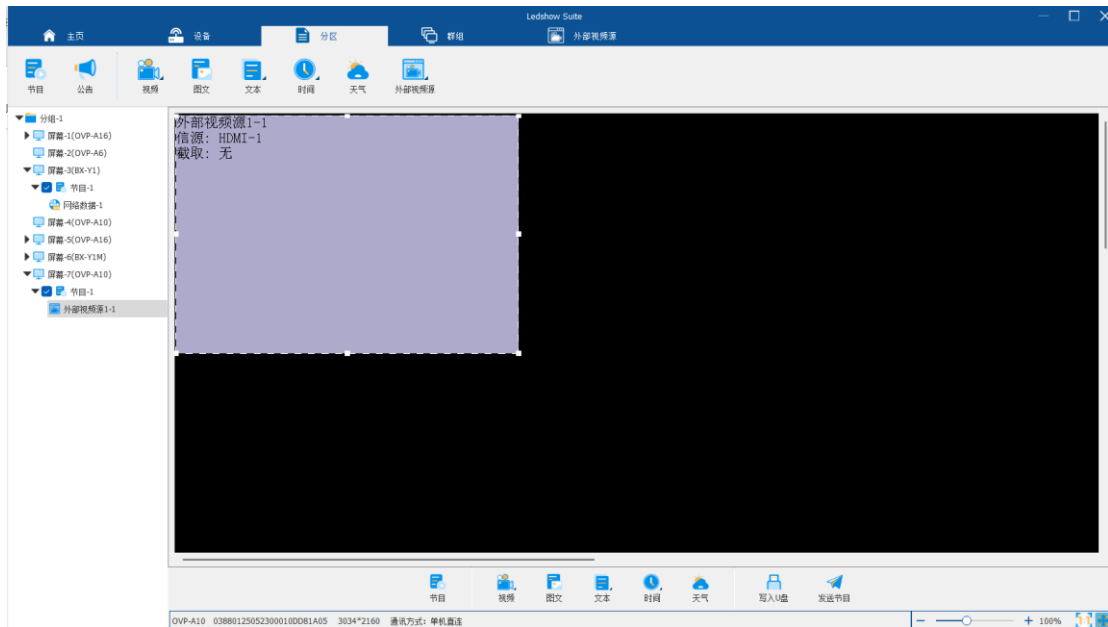 Ledshow Suite
主页
设备
分区
群组
外部视频源
节目
公告
视频
图文
文本
时间
天气
外部视频源
分组-1
屏幕-1(OVP-A16)
屏幕-2(OVP-A6)
屏幕-3(BX-Y1)
节目-1
网络数据-1
屏幕-4(OVP-A10)
屏幕-5(OVP-A16)
屏幕-6(BX-Y1M)
屏幕-7(OVP-A10)
节目-1
外部视频源1-1
外部视频源1-1
信源: HDMI-1
截取: 无
节目
视频
图文
文本
时间
天气
写入U盘
发送节目
OVP-A10 03880125052300010DDB1A05 3034*2160 通讯方式: 单机直连
100%
1:1